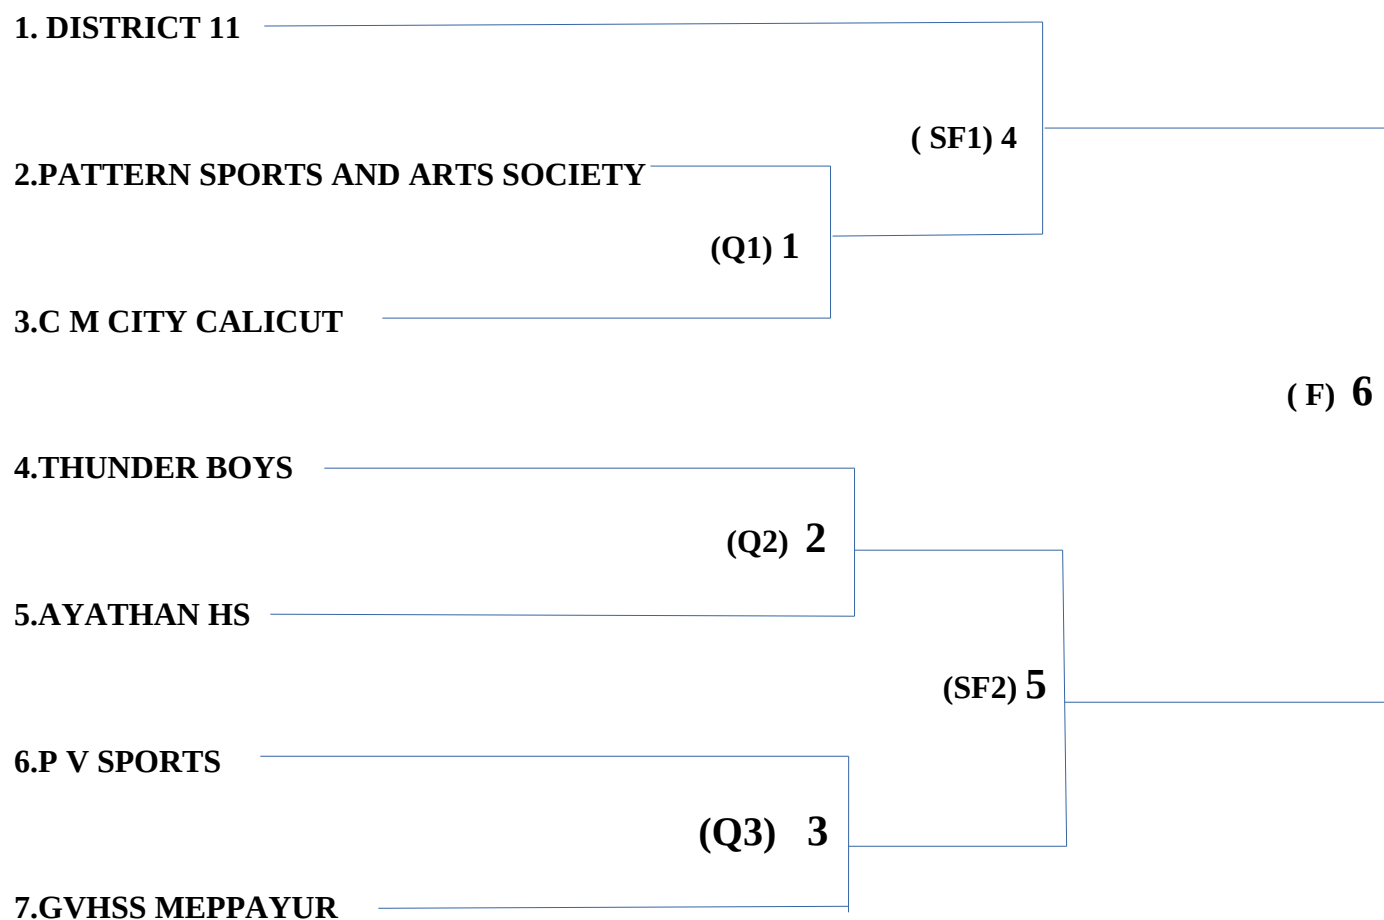 1. DISTRICT 11
( SF1) 4
2.PATTERN SPORTS AND ARTS SOCIETY
(Q1) 1
3.C M CITY CALICUT
( F) 6
4.THUNDER BOYS
(Q2) 2
5.AYATHAN HS
(SF2) 5
6.P V SPORTS
(Q3) 3
7.GVHSS MEPPAYUR